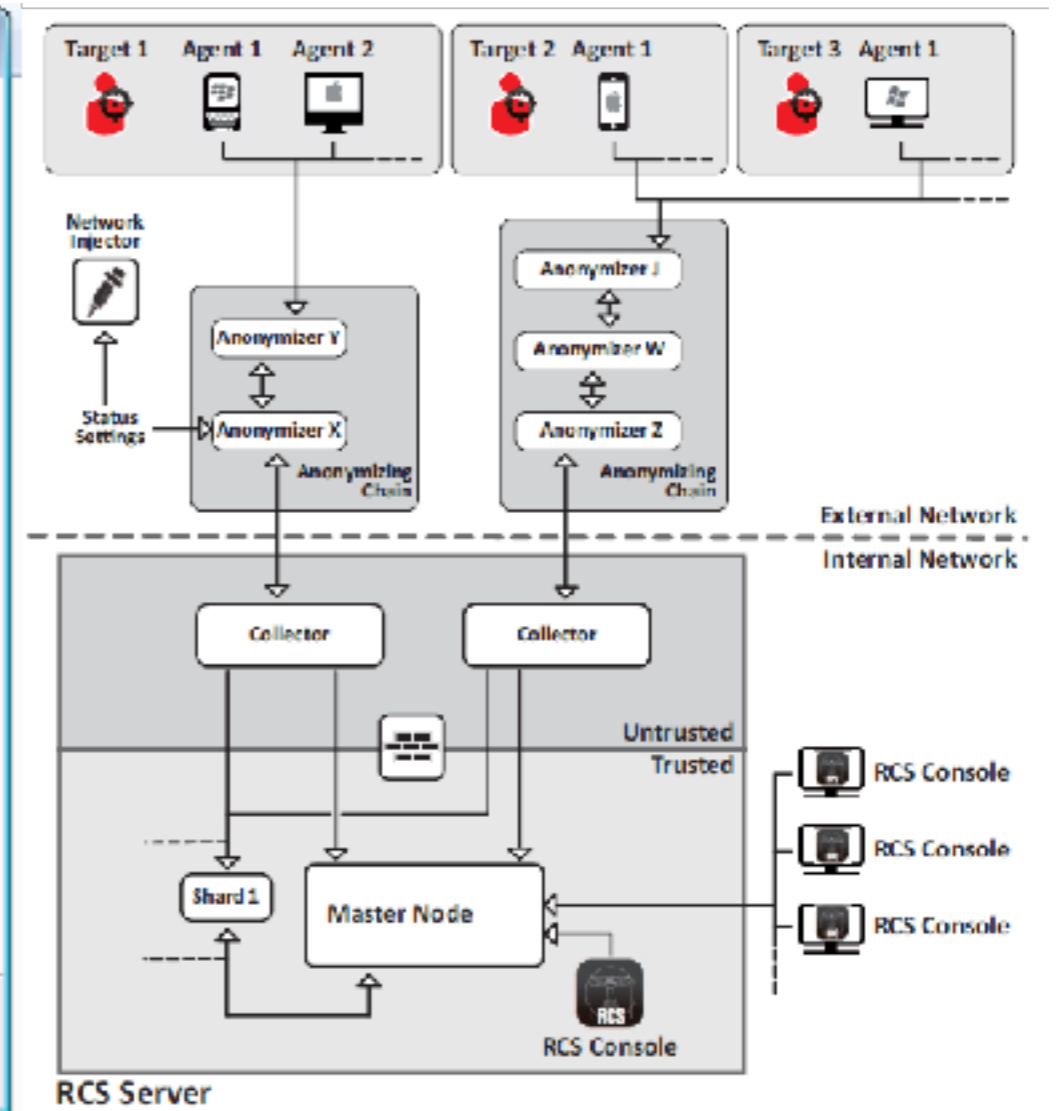 Target 1 Agent 1 Agent 2
Target 2 Agent 1
Target 3 Agent 1
Network
Injector
Status
Settings
Anonymizer Y
Anonymizer X
Anonymizing
Chain
Anonymizer J
Anonymizer W
Anonymizer Z
Anonymizing
Chain
External Network
Internal Network
Collector
Collector
Untrusted
Trusted
RCS Console
RCS Console
RCS Console
Shard 1
Master Node
RCS
RCS Console
RCS Server